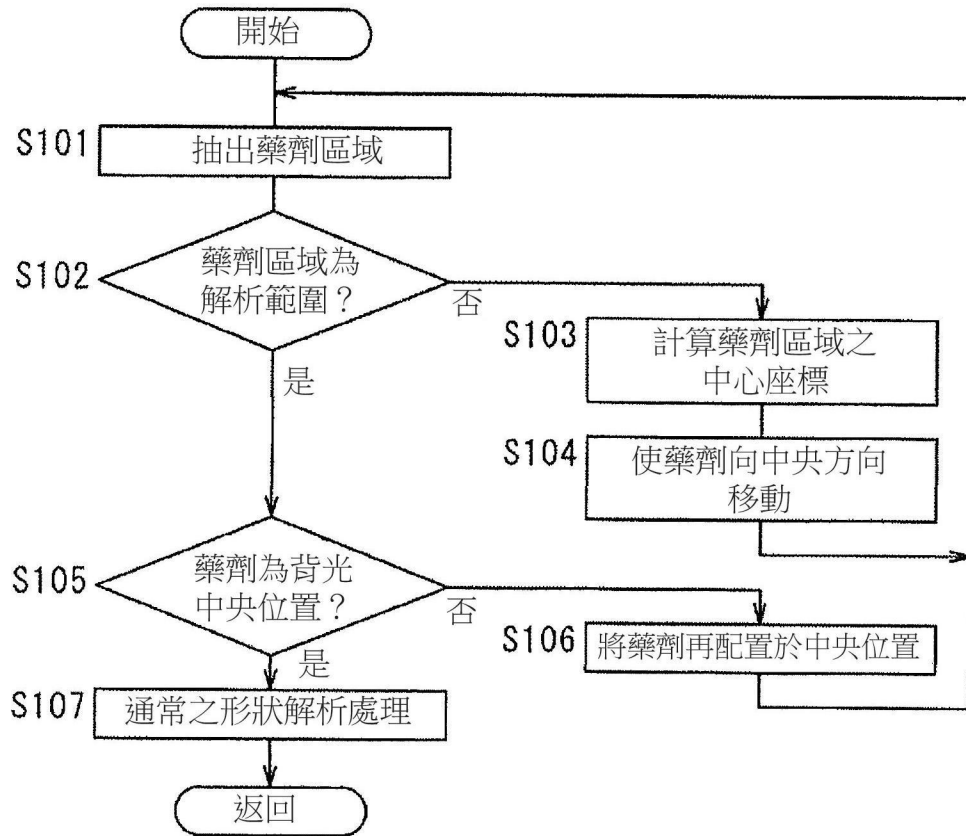 開始
S101
抽出藥劑區域
S102
藥劑區域為
解析範圍？
否
是
S103
計算藥劑區域之
中心座標
S104
使藥劑向中央方向
移動
S105
藥劑為背光
中央位置？
否
是
S106
將藥劑再配置於中央位置
S107
通常之形狀解析處理
返回